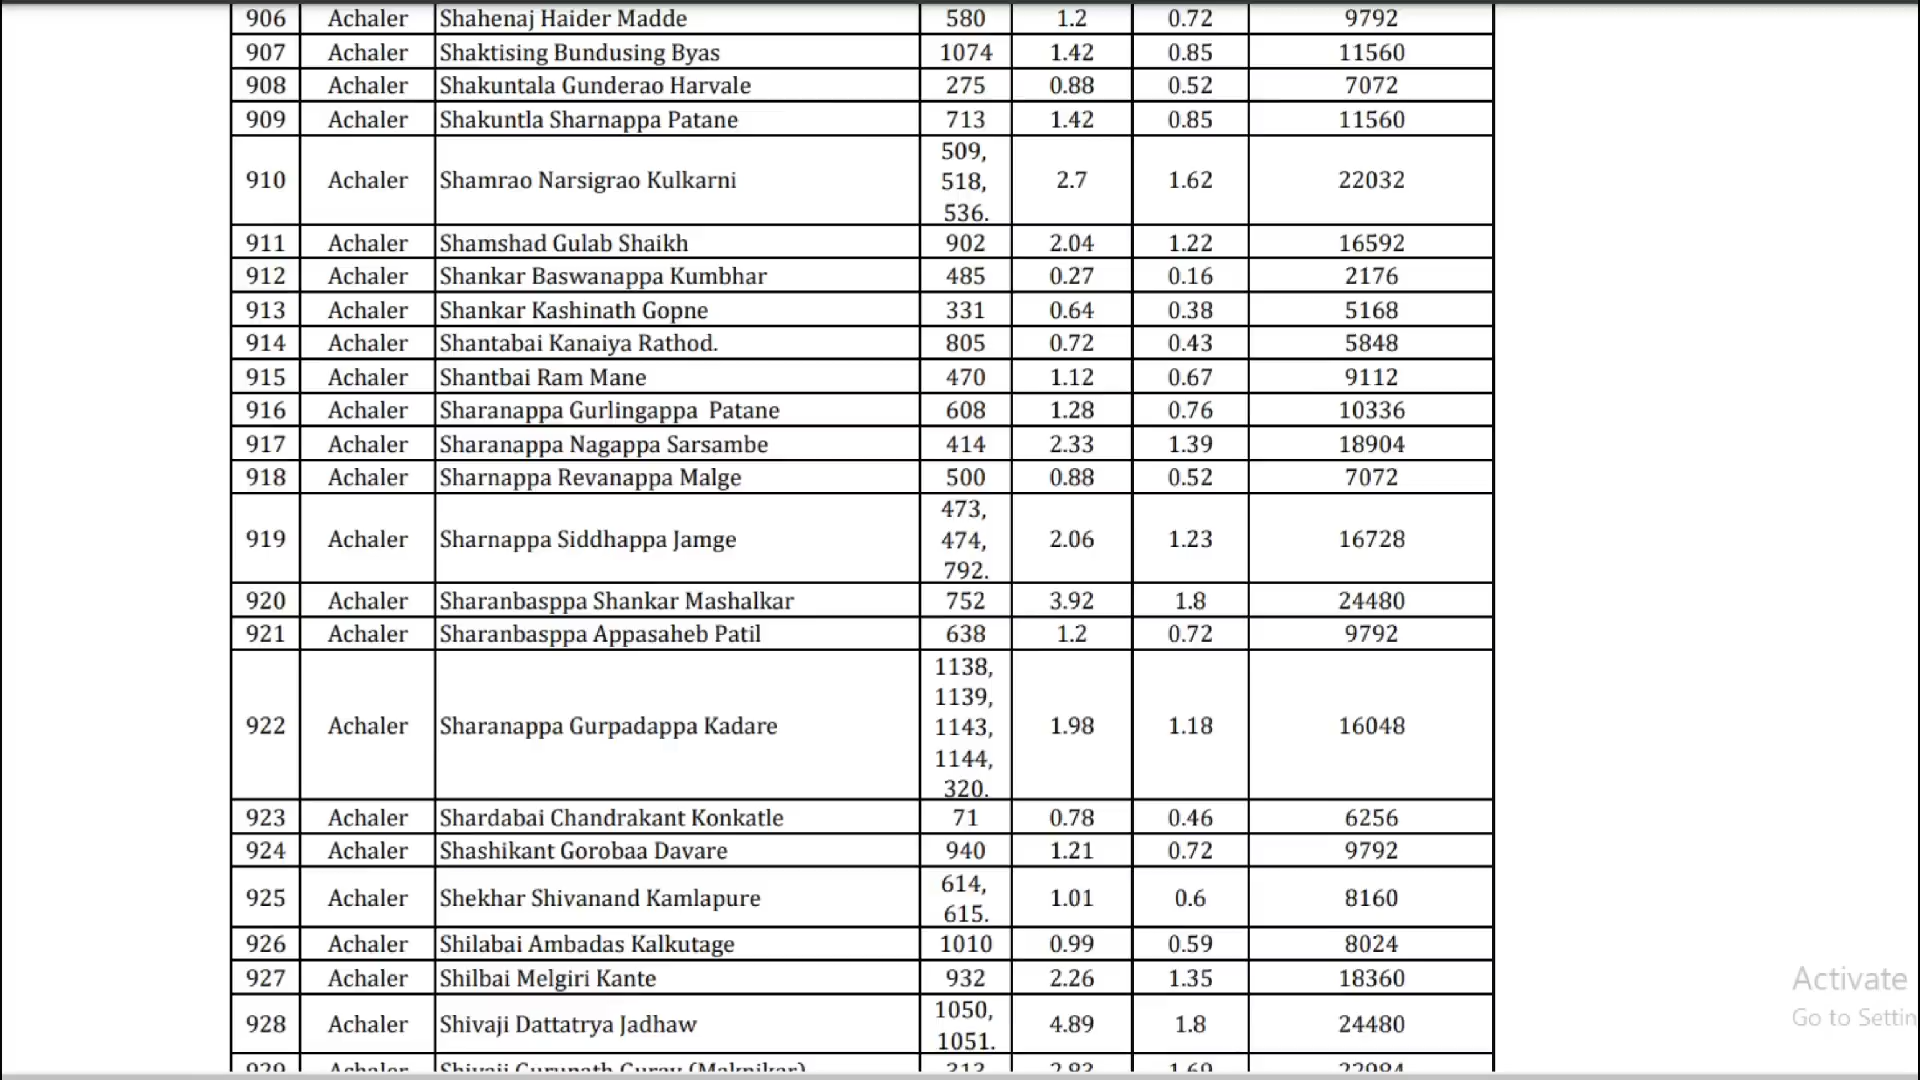 906 Achaler Shahenaj Haider Madde 580 1.2 0.72 9792
907 Achaler Shaktising Bundusing Byas 1074 1.42 0.85 11560
908 Achaler Shakuntala Gunderao Harvale 275 0.88 0.52 7072
909 Achaler Shakuntla Sharnappa Patane 713 1.42 0.85 11560
509,
910 Achaler Shamrao Narsigrao Kulkarni 518, 2.7 1.62 22032
536.
911 Achaler Shamshad Gulab Shaikh 902 2.04 1.22 16592
912 Achaler Shankar Baswanappa Kumbhar 485 0.27 0.16 2176
913 Achaler Shankar Kashinath Gopne 331 0.64 0.38 5168
914 Achaler Shantabai Kanaiya Rathod. 805 0.72 0.43 5848
915 Achaler Shantbai Ram Mane 470 1.12 0.67 9112
916 Achaler Sharanappa Gurlingappa Patane 608 1.28 0.76 10336
917 Achaler Sharanappa Nagappa Sarsambe 414 2.33 1.39 18904
918 Achaler Sharnappa Revanappa Malge 500 0.88 0.52 7072
473,
919 Achaler Sharnappa Siddhappa Jamge 474, 2.06 1.23 16728
792.
920 Achaler Sharanbasppa Shankar Mashalkar 752 3.92 1.8 24480
921 Achaler Sharanbasppa Appasaheb Patil 638 1.2 0.72 9792
1138,
1139,
922 Achaler Sharanappa Gurpadappa Kadare 1143, 1.98 1.18 16048
1144,
320.
923 Achaler Shardabai Chandrakant Konkatle 71 0.78 0.46 6256
924 Achaler Shashikant Gorobaa Davare 940 1.21 0.72 9792
614,
925 Achaler Shekhar Shivanand Kamlapure 1.01 0.6 8160
615.
926 Achaler Shilabai Ambadas Kalkutage 1010 0.99 0.59 8024
927 Achaler Shilbai Melgiri Kante 932 2.26 1.35 18360
1050,
928 Achaler Shivaji Dattatrya Jadhaw 4.89 1.8 24480
1051.
929 Achaler Shivaji Gurunath Gurav (Maknikar) 313
Activate
Go to Settin